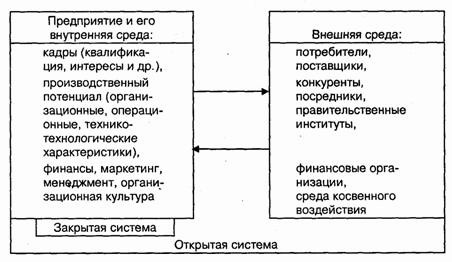 Предприятие и его
внутренняя среда:
кадры (квалифика-
ция, интересы и др.),
производственный
потенциал (органи-
зационные, операци-
онные, технико-
технологические
характеристики),
финансы, маркетинг,
менеджмент, органи-
зационная культура
Закрытая система
Внешняя среда:
потребители,
поставщики,
конкуренты,
посредники,
правительственные
институты,
финансовые орга-
низации,
среда косвенного
воздействия
Открытая система